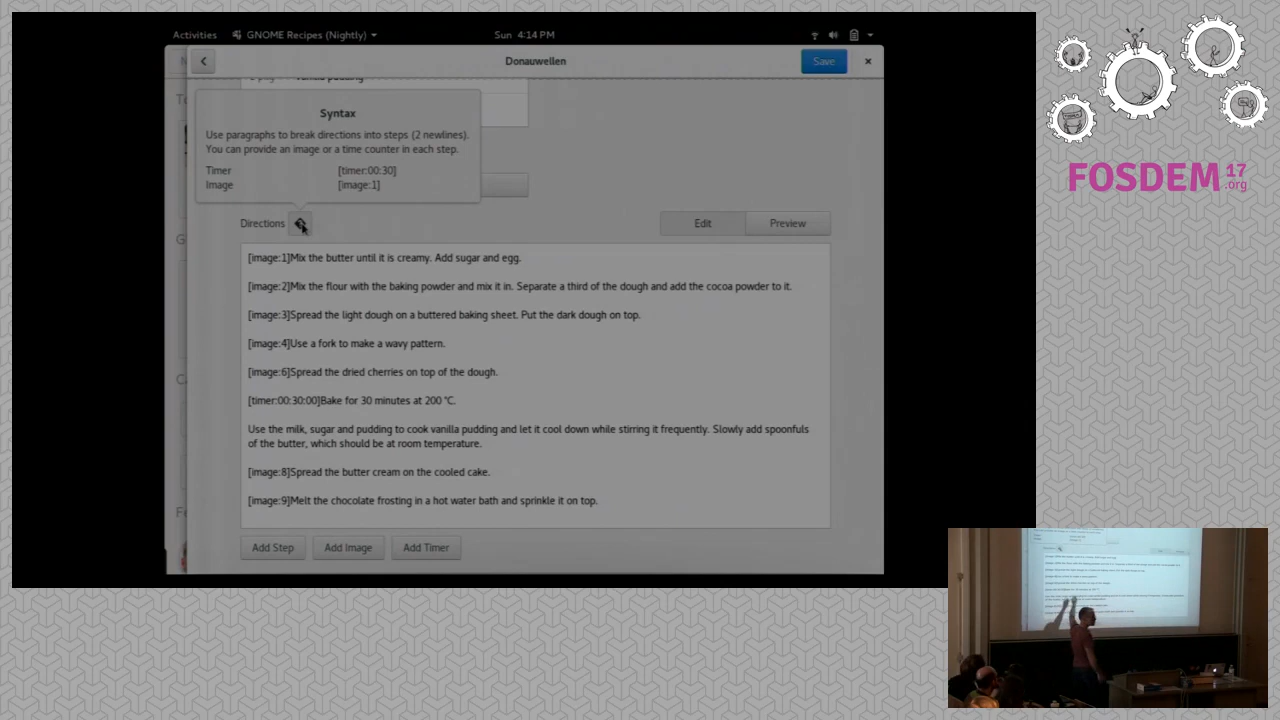 Activities
GNOME Recipes (Nightly)
Sun 4:14 PM
Donauwellen
Save
Syntax
Use paragraphs to break directions into steps (2 newlines).
You can provide an image or a time counter in each step.
Timer [timer:00:30]
Image [image:1]
Directions
Edit
Preview
[image:1]Mix the butter until it is creamy. Add sugar and egg.
[image:2]Mix the flour with the baking powder and mix it in. Separate a third of the dough and add the cocoa powder to it.
[image:3]Spread the light dough on a buttered baking sheet. Put the dark dough on top.
[image:4]Use a fork to make a wavy pattern.
[image:6]Spread the dried cherries on top of the dough.
[timer:00:30:00]Bake for 30 minutes at 200 °C.
Use the milk, sugar and pudding to cook vanilla pudding and let it cool down while stirring it frequently. Slowly add spoonfuls
of the butter, which should be at room temperature.
[image:8]Spread the butter cream on the cooled cake.
[image:9]Melt the chocolate frosting in a hot water bath and sprinkle it on top.
Add Step
Add Image
Add Timer
FOSDEM 17
.org